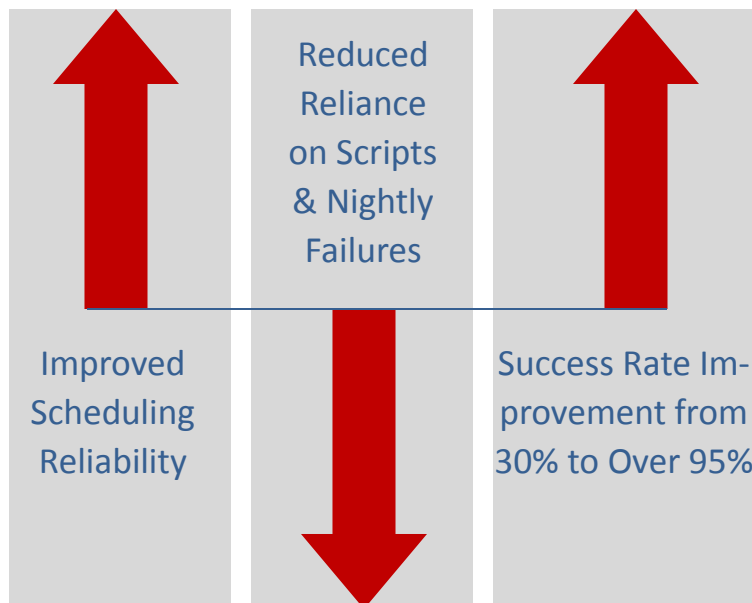 Improved
Scheduling
Reliability
Reduced
Reliance
on Scripts
& Nightly
Failures
Success Rate Im-
provement from
30% to Over 95%